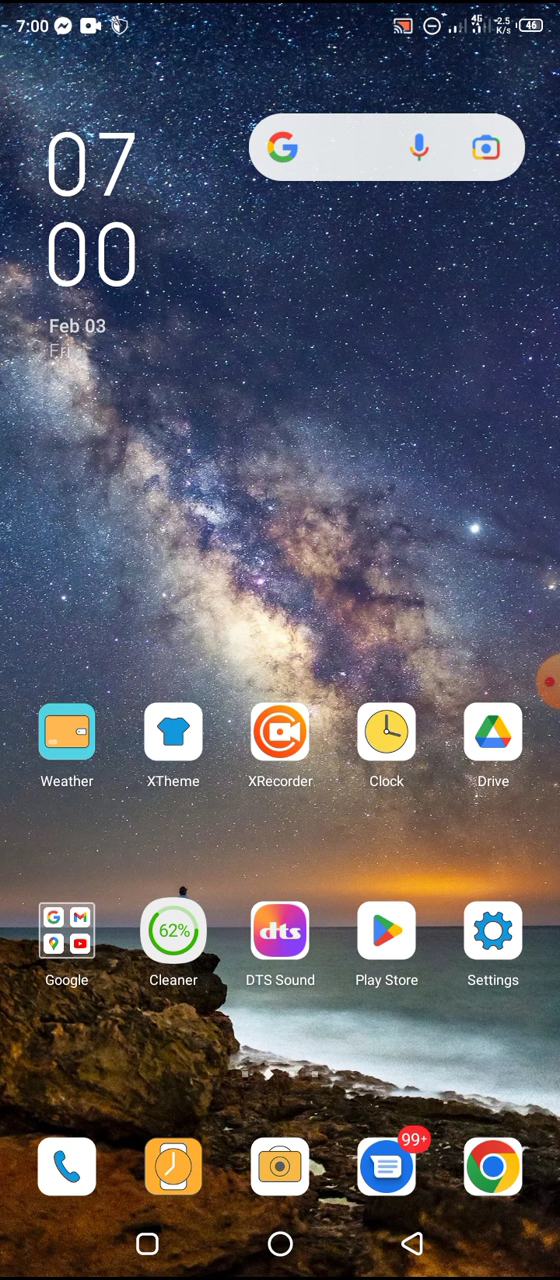 7:00
4G
-2.5
K/s
46
07
00
Feb 03
Fri
Weather
XTheme
XRecorder
Clock
Drive
62%
dts
Google
Cleaner
DTS Sound
Play Store
Settings
99+